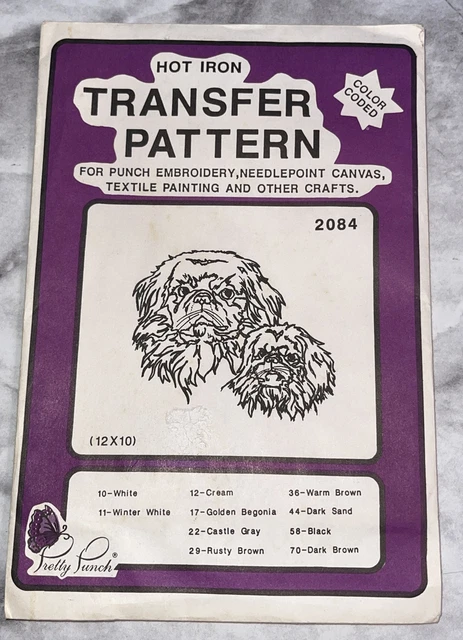 HOT IRON
TRANSFER
PATTERN
COLOR
CODED
FOR PUNCH EMBROIDERY, NEEDLEPOINT CANVAS,
TEXTILE PAINTING AND OTHER CRAFTS.
2084
(12X10)
10-White
11-Winter White
12-Cream
17-Golden Begonia
22-Castle Gray
29-Rusty Brown
36-Warm Brown
44-Dark Sand
58-Black
70-Dark Brown
Pretty Punch®